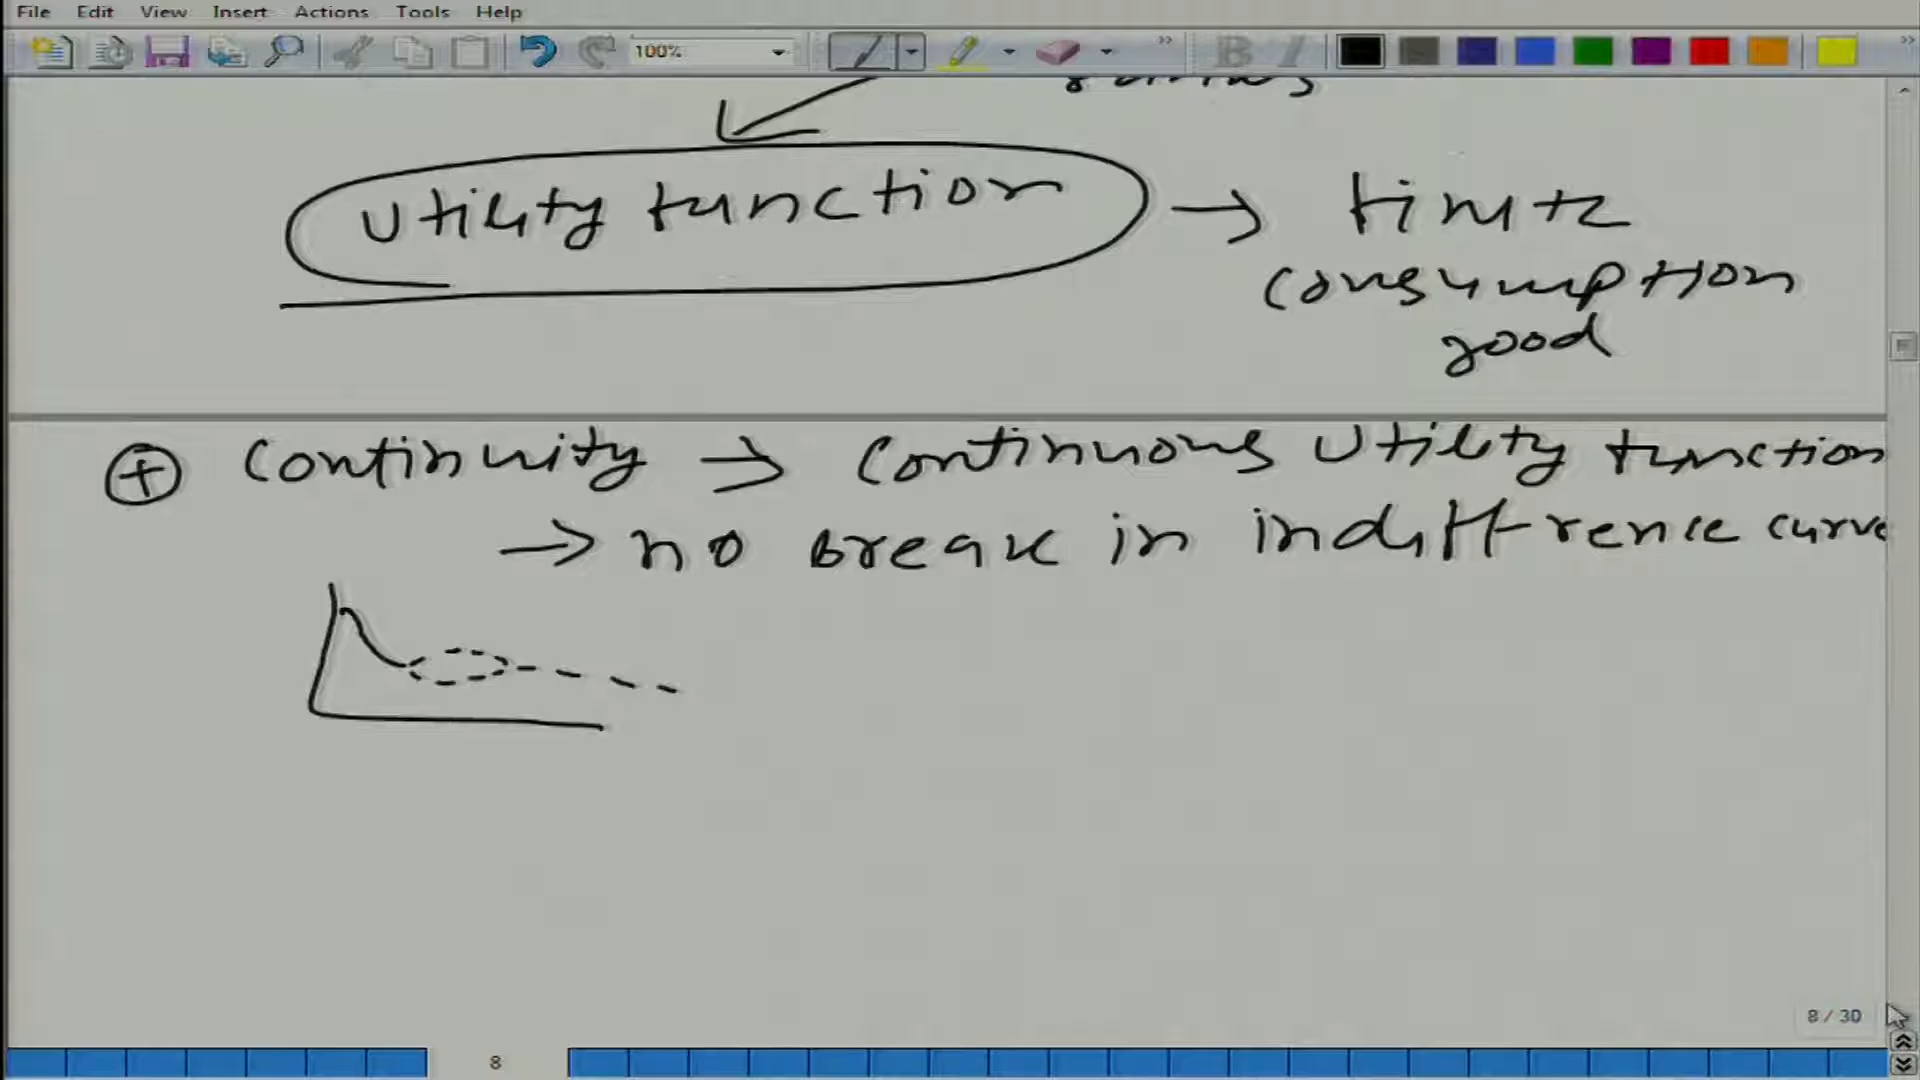 File Edit View Insert Actions Tools Help
100%
utility function → finite
consumption
good
+ continuity → continuous utility function
→ no break in indiffrence curve
8 / 30
8